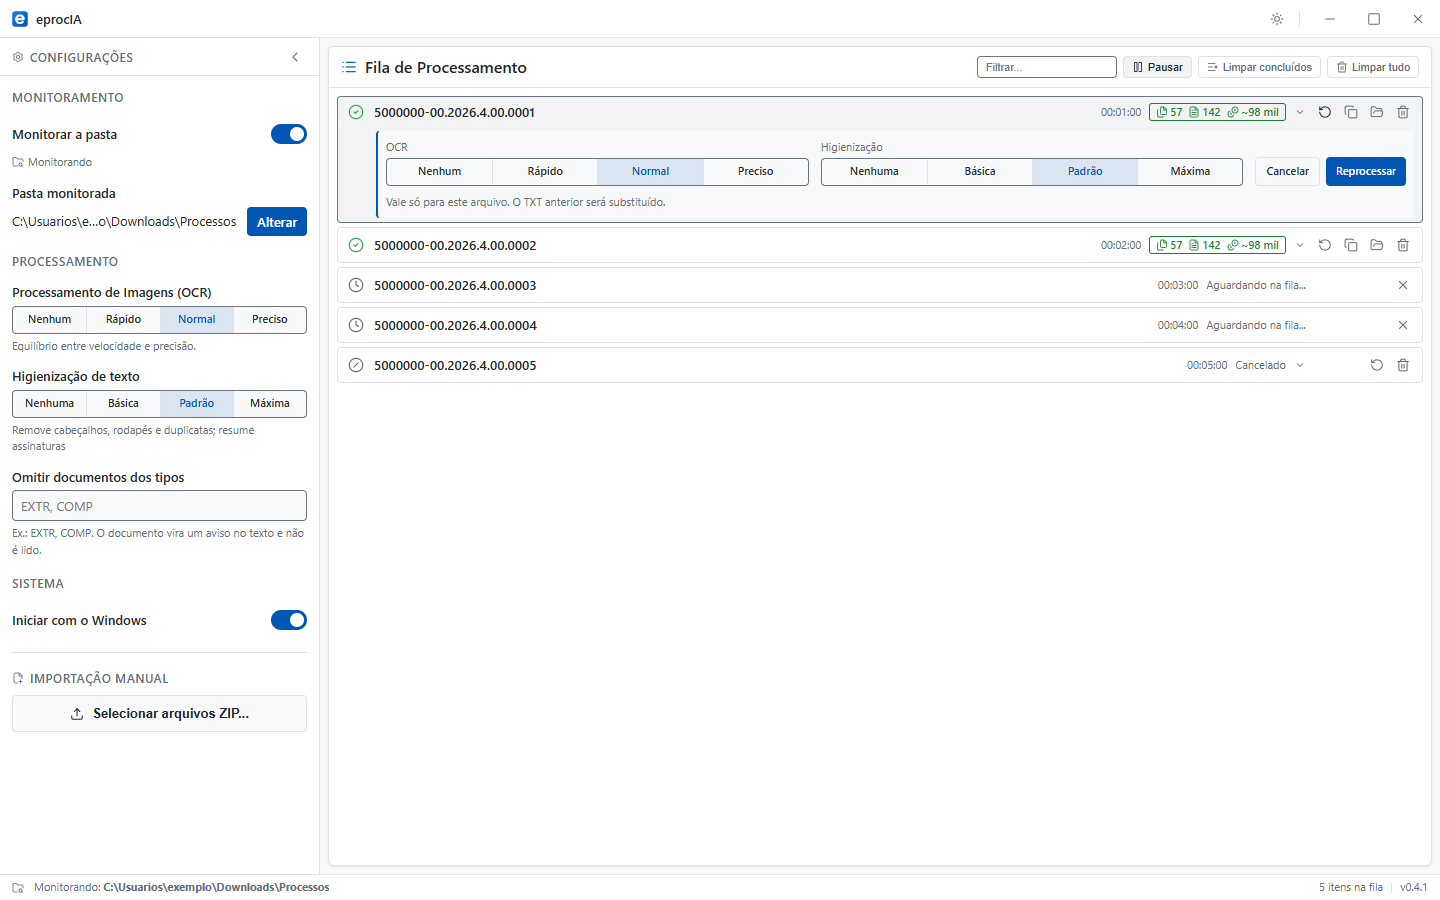 eprocIA
CONFIGURAÇÕES
MONITORAMENTO
Monitorar a pasta
Monitorando
Pasta monitorada
C:\Usuarios\e...o\Downloads\Processos
Alterar
PROCESSAMENTO
Processamento de Imagens (OCR)
Nenhum Rápido Normal Preciso
Equilíbrio entre velocidade e precisão.
Higienização de texto
Nenhuma Básica Padrão Máxima
Remove cabeçalhos, rodapés e duplicatas; resume
assinaturas
Omitir documentos dos tipos
EXTR, COMP
Ex.: EXTR, COMP. O documento vira um aviso no texto e não
é lido.
SISTEMA
Iniciar com o Windows
IMPORTAÇÃO MANUAL
Selecionar arquivos ZIP...
Fila de Processamento
Filtrar...
Pausar
Limpar concluídos
Limpar tudo
5000000-00.2026.4.00.0001 00:01:00 57 142 ~98 mil
OCR
Nenhum Rápido Normal Preciso
Higienização
Nenhuma Básica Padrão Máxima
Cancelar
Reprocessar
Vale só para este arquivo. O TXT anterior será substituído.
5000000-00.2026.4.00.0002 00:02:00 57 142 ~98 mil
5000000-00.2026.4.00.0003 00:03:00 Aguardando na fila...
5000000-00.2026.4.00.0004 00:04:00 Aguardando na fila...
5000000-00.2026.4.00.0005 00:05:00 Cancelado
Monitorando: C:\Usuarios\exemplo\Downloads\Processos
5 itens na fila
v0.4.1